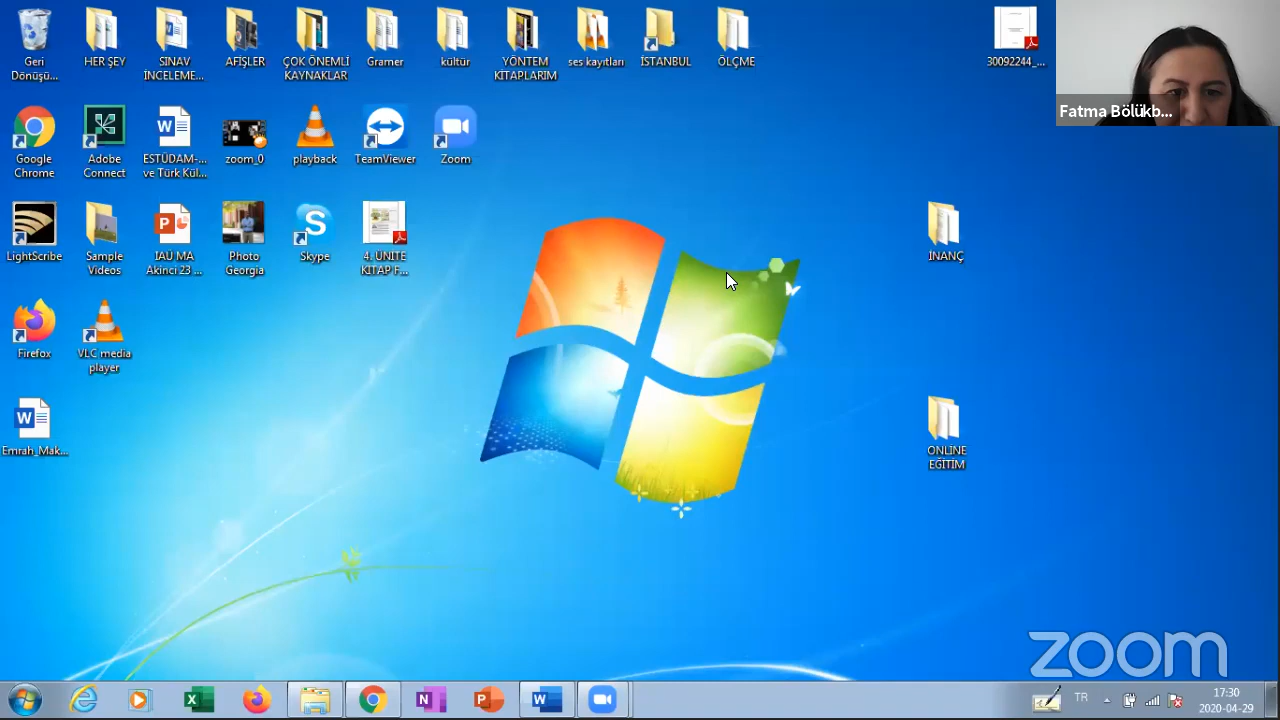 Geri
Dönüşü...
HER ŞEY
SINAV
İNCELEME...
AFİŞLER
ÇOK ÖNEMLİ
KAYNAKLAR
Gramer
kültür
YÖNTEM
KİTAPLARIM
ses kayıtları
İSTANBUL
ÖLÇME
30092244_...
Fatma Bölükb...
Google
Chrome
Adobe
Connect
ESTÜDAM-...
ve Türk Kül...
zoom_0
playback
TeamViewer
Zoom
LightScribe
Sample
Videos
IAÜ MA
Akinci 23 ...
Photo
Georgia
Skype
4. ÜNİTE
KİTAP F...
İNANÇ
Firefox
VLC media
player
Emrah_Mak...
ONLINE
EĞİTİM
zoom
TR
17:30
2020-04-29